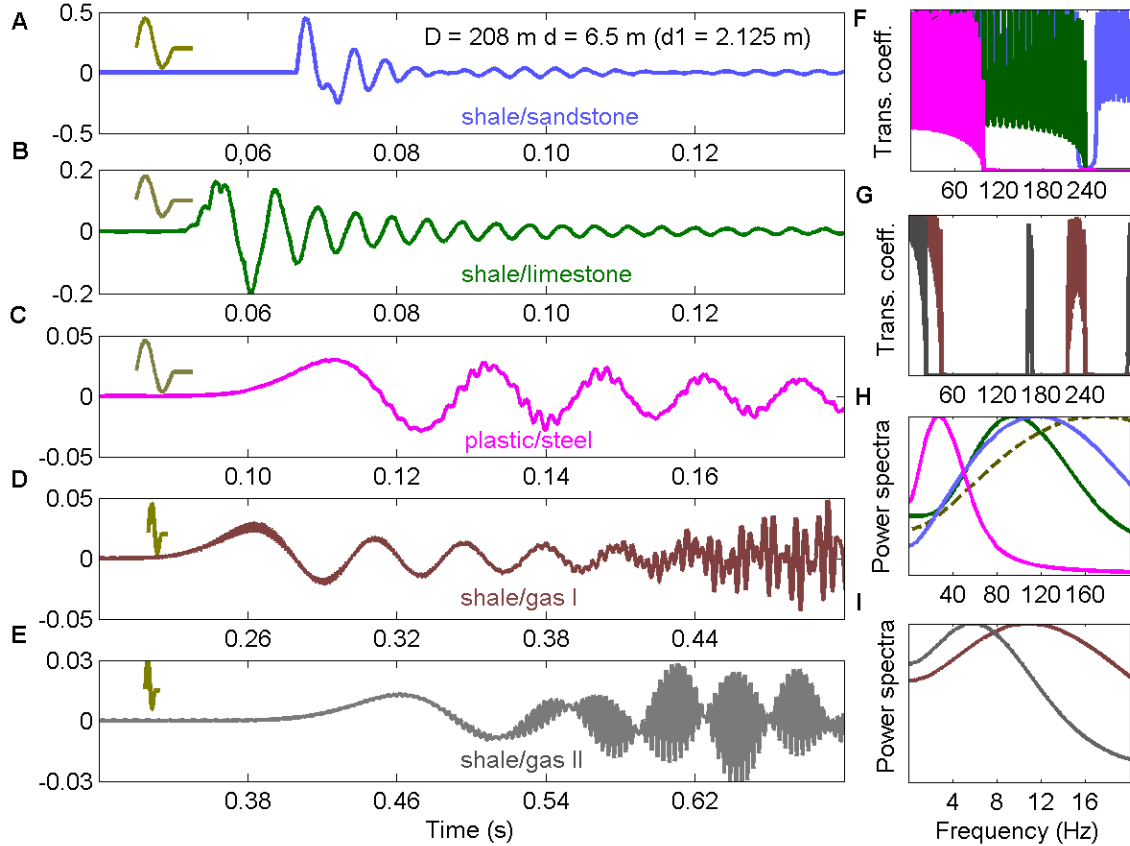 A
0.5
0
-0.5
D = 208 m d = 6.5 m (d1 = 2.125 m)
shale/sandstone
0,06 0.08 0.10 0.12
B
0.2
0
-0.2
shale/limestone
0.06 0.08 0.10 0.12
C
0.05
0
-0.05
plastic/steel
0.10 0.12 0.14 0.16
D
0.05
0
-0.05
shale/gas I
0.26 0.32 0.38 0.44
E
0.03
0
-0.03
shale/gas II
0.38 0.46 0.54 0.62
Time (s)
F
Trans. coeff.
60 120 180 240
G
Trans. coeff.
60 120 180 240
H
Power spectra
40 80 120 160
I
Power spectra
4 8 12 16
Frequency (Hz)